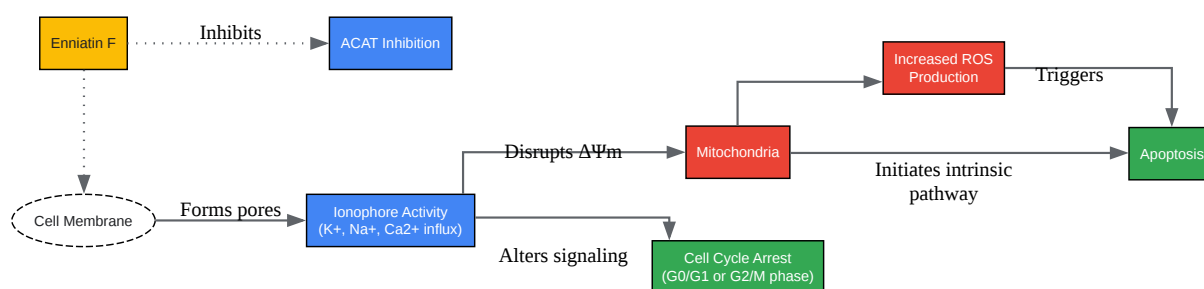 Enniatin F
Inhibits
ACAT Inhibition
Increased ROS
Production
Triggers
Disrupts ΔΨm
Mitochondria
Initiates intrinsic
pathway
Apoptosis
Cell Membrane
Forms pores
Ionophore Activity
(K+, Na+, Ca2+ influx)
Alters signaling
Cell Cycle Arrest
(G0/G1 or G2/M phase)